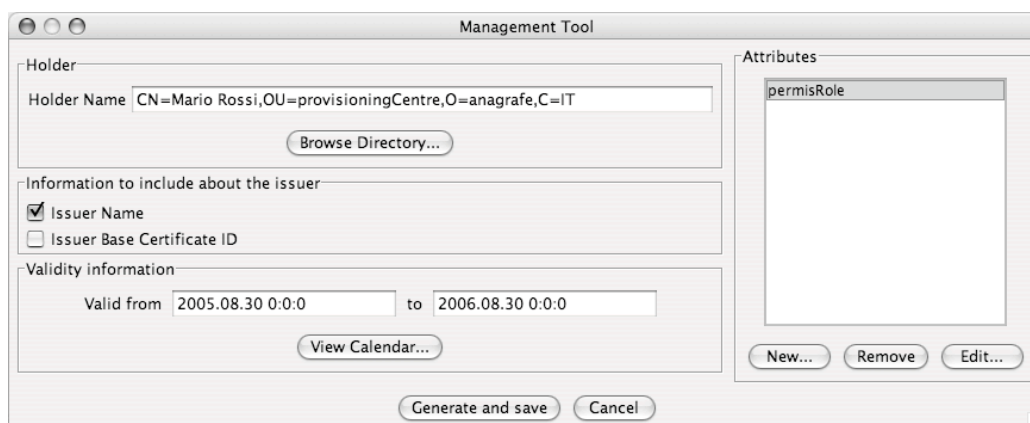 Management Tool
Holder
Holder Name CN=Mario Rossi,OU=provisioningCentre,O=anagrafe,C=IT
Browse Directory...
Information to include about the issuer
Issuer Name
Issuer Base Certificate ID
Validity information
Valid from 2005.08.30 0:0:0 to 2006.08.30 0:0:0
View Calendar...
Attributes
permisRole
New... Remove Edit...
Generate and save Cancel